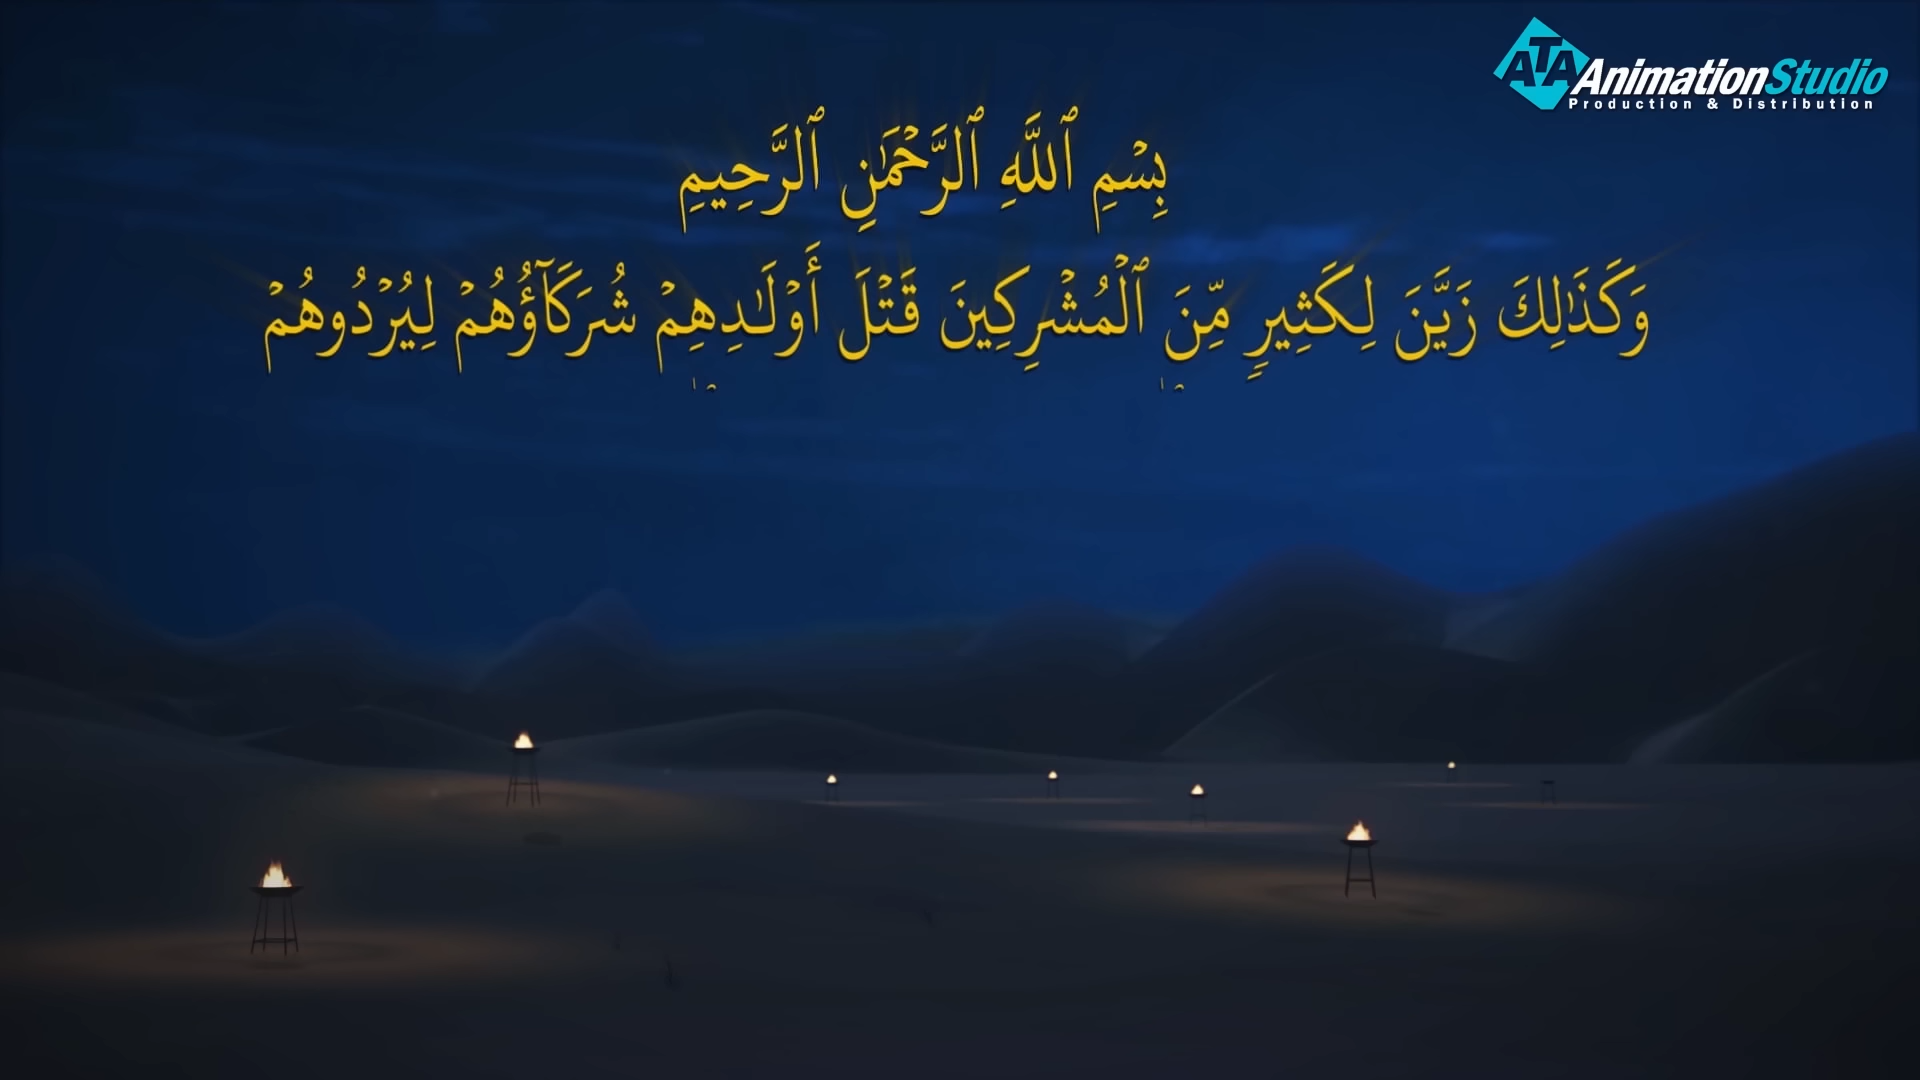 ATA AnimationStudio
Production & Distribution
بِسْمِ ٱللَّهِ ٱلرَّحْمَٰنِ ٱلرَّحِيمِ
وَكَذَٰلِكَ زَيَّنَ لِكَثِيرٍ مِّنَ ٱلْمُشْرِكِينَ قَتْلَ أَوْلَٰدِهِمْ شُرَكَآؤُهُمْ لِيُرْدُوهُمْ